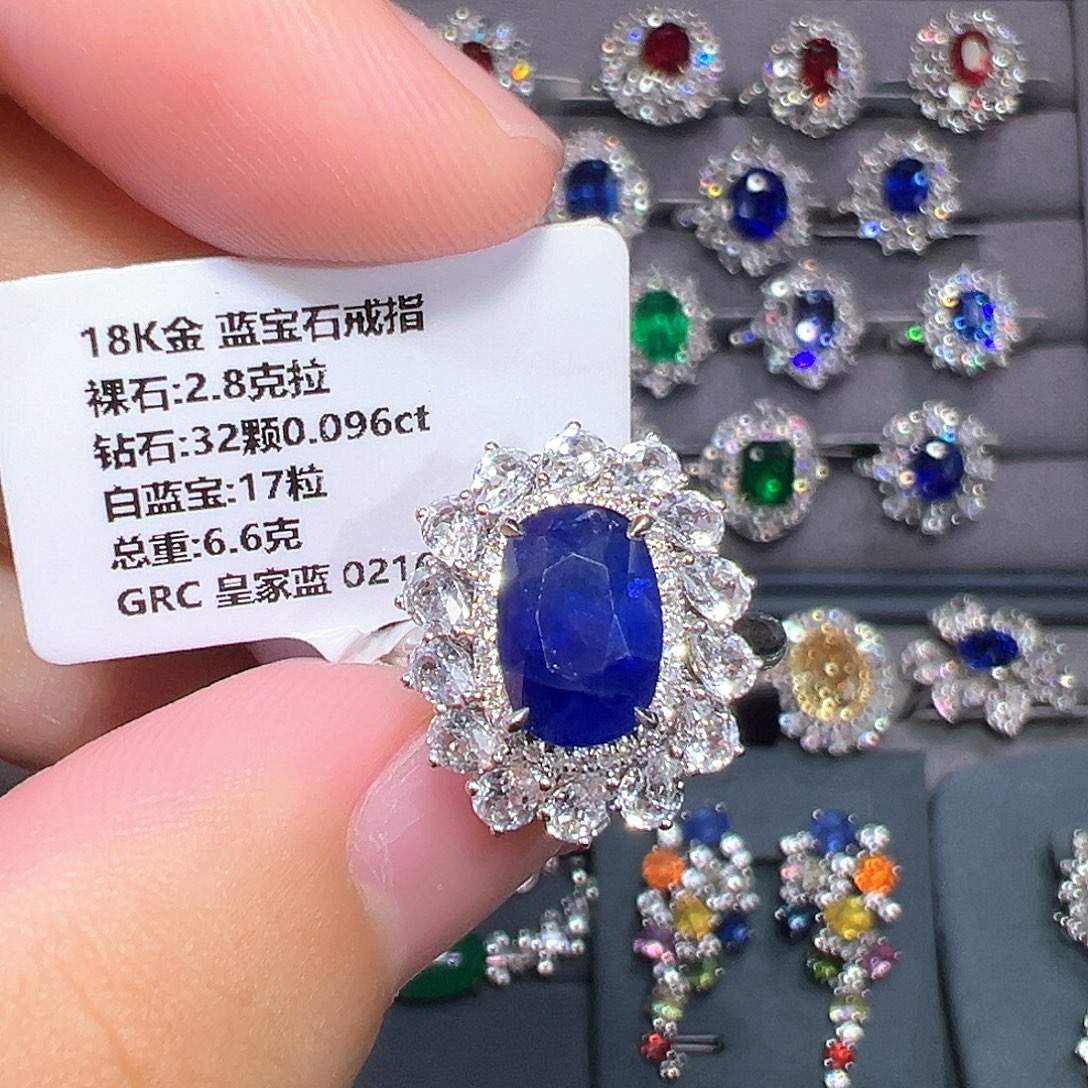 18K金 蓝宝石戒指
裸石:2.8克拉
钻石:32颗0.096ct
白蓝宝:17粒
总重:6.6克
GRC 皇家蓝 021